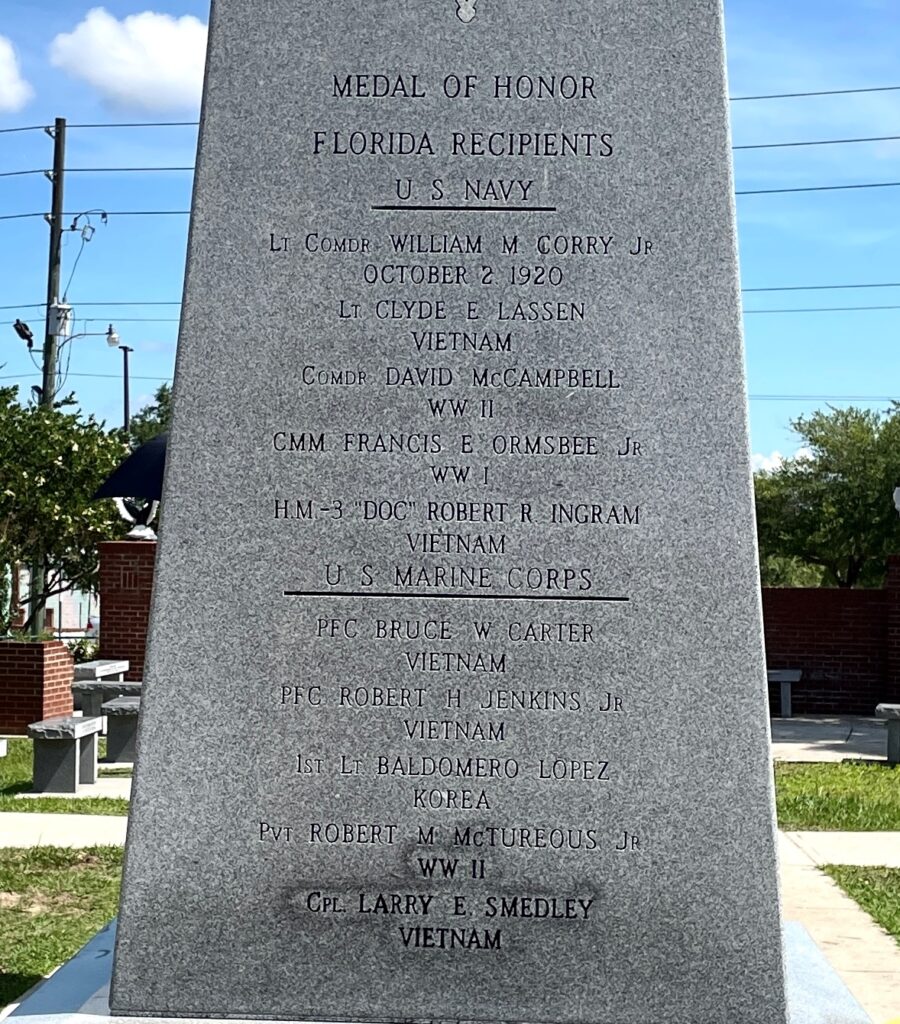 MEDAL OF HONOR
FLORIDA RECIPIENTS
U S NAVY
LT COMDR WILLIAM M CORRY JR
OCTOBER 2 1920
LT CLYDE E LASSEN
VIETNAM
COMDR DAVID McCAMPBELL
WW II
CMM FRANCIS E ORMSBEE JR
WW I
H.M.-3 "DOC" ROBERT R. INGRAM
VIETNAM
U S MARINE CORPS
PFC BRUCE W CARTER
VIETNAM
PFC ROBERT H JENKINS JR
VIETNAM
1ST LT BALDOMERO LOPEZ
KOREA
PVT ROBERT M McTUREOUS JR
WW II
CPL. LARRY E. SMEDLEY
VIETNAM